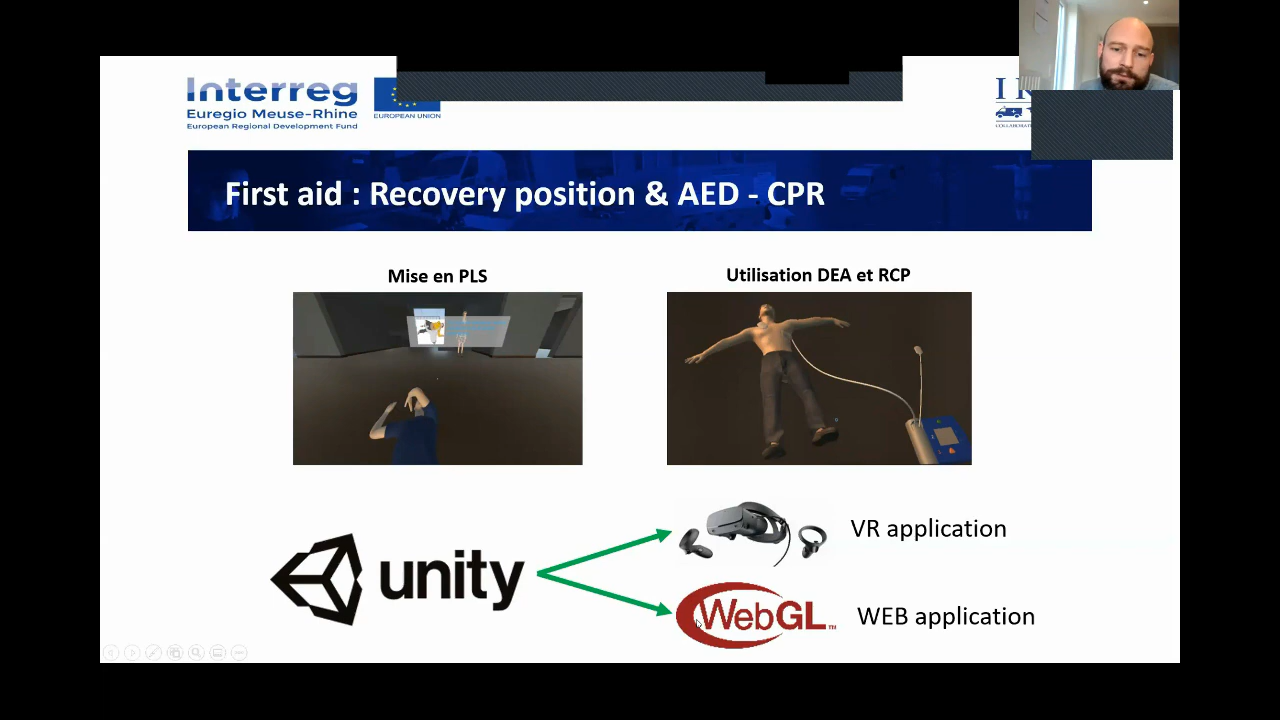 Interreg
Euregio Meuse-Rhine
European Regional Development Fund
EUROPEAN UNION
First aid : Recovery position & AED - CPR
Mise en PLS
Utilisation DEA et RCP
unity
VR application
WebGL™
WEB application